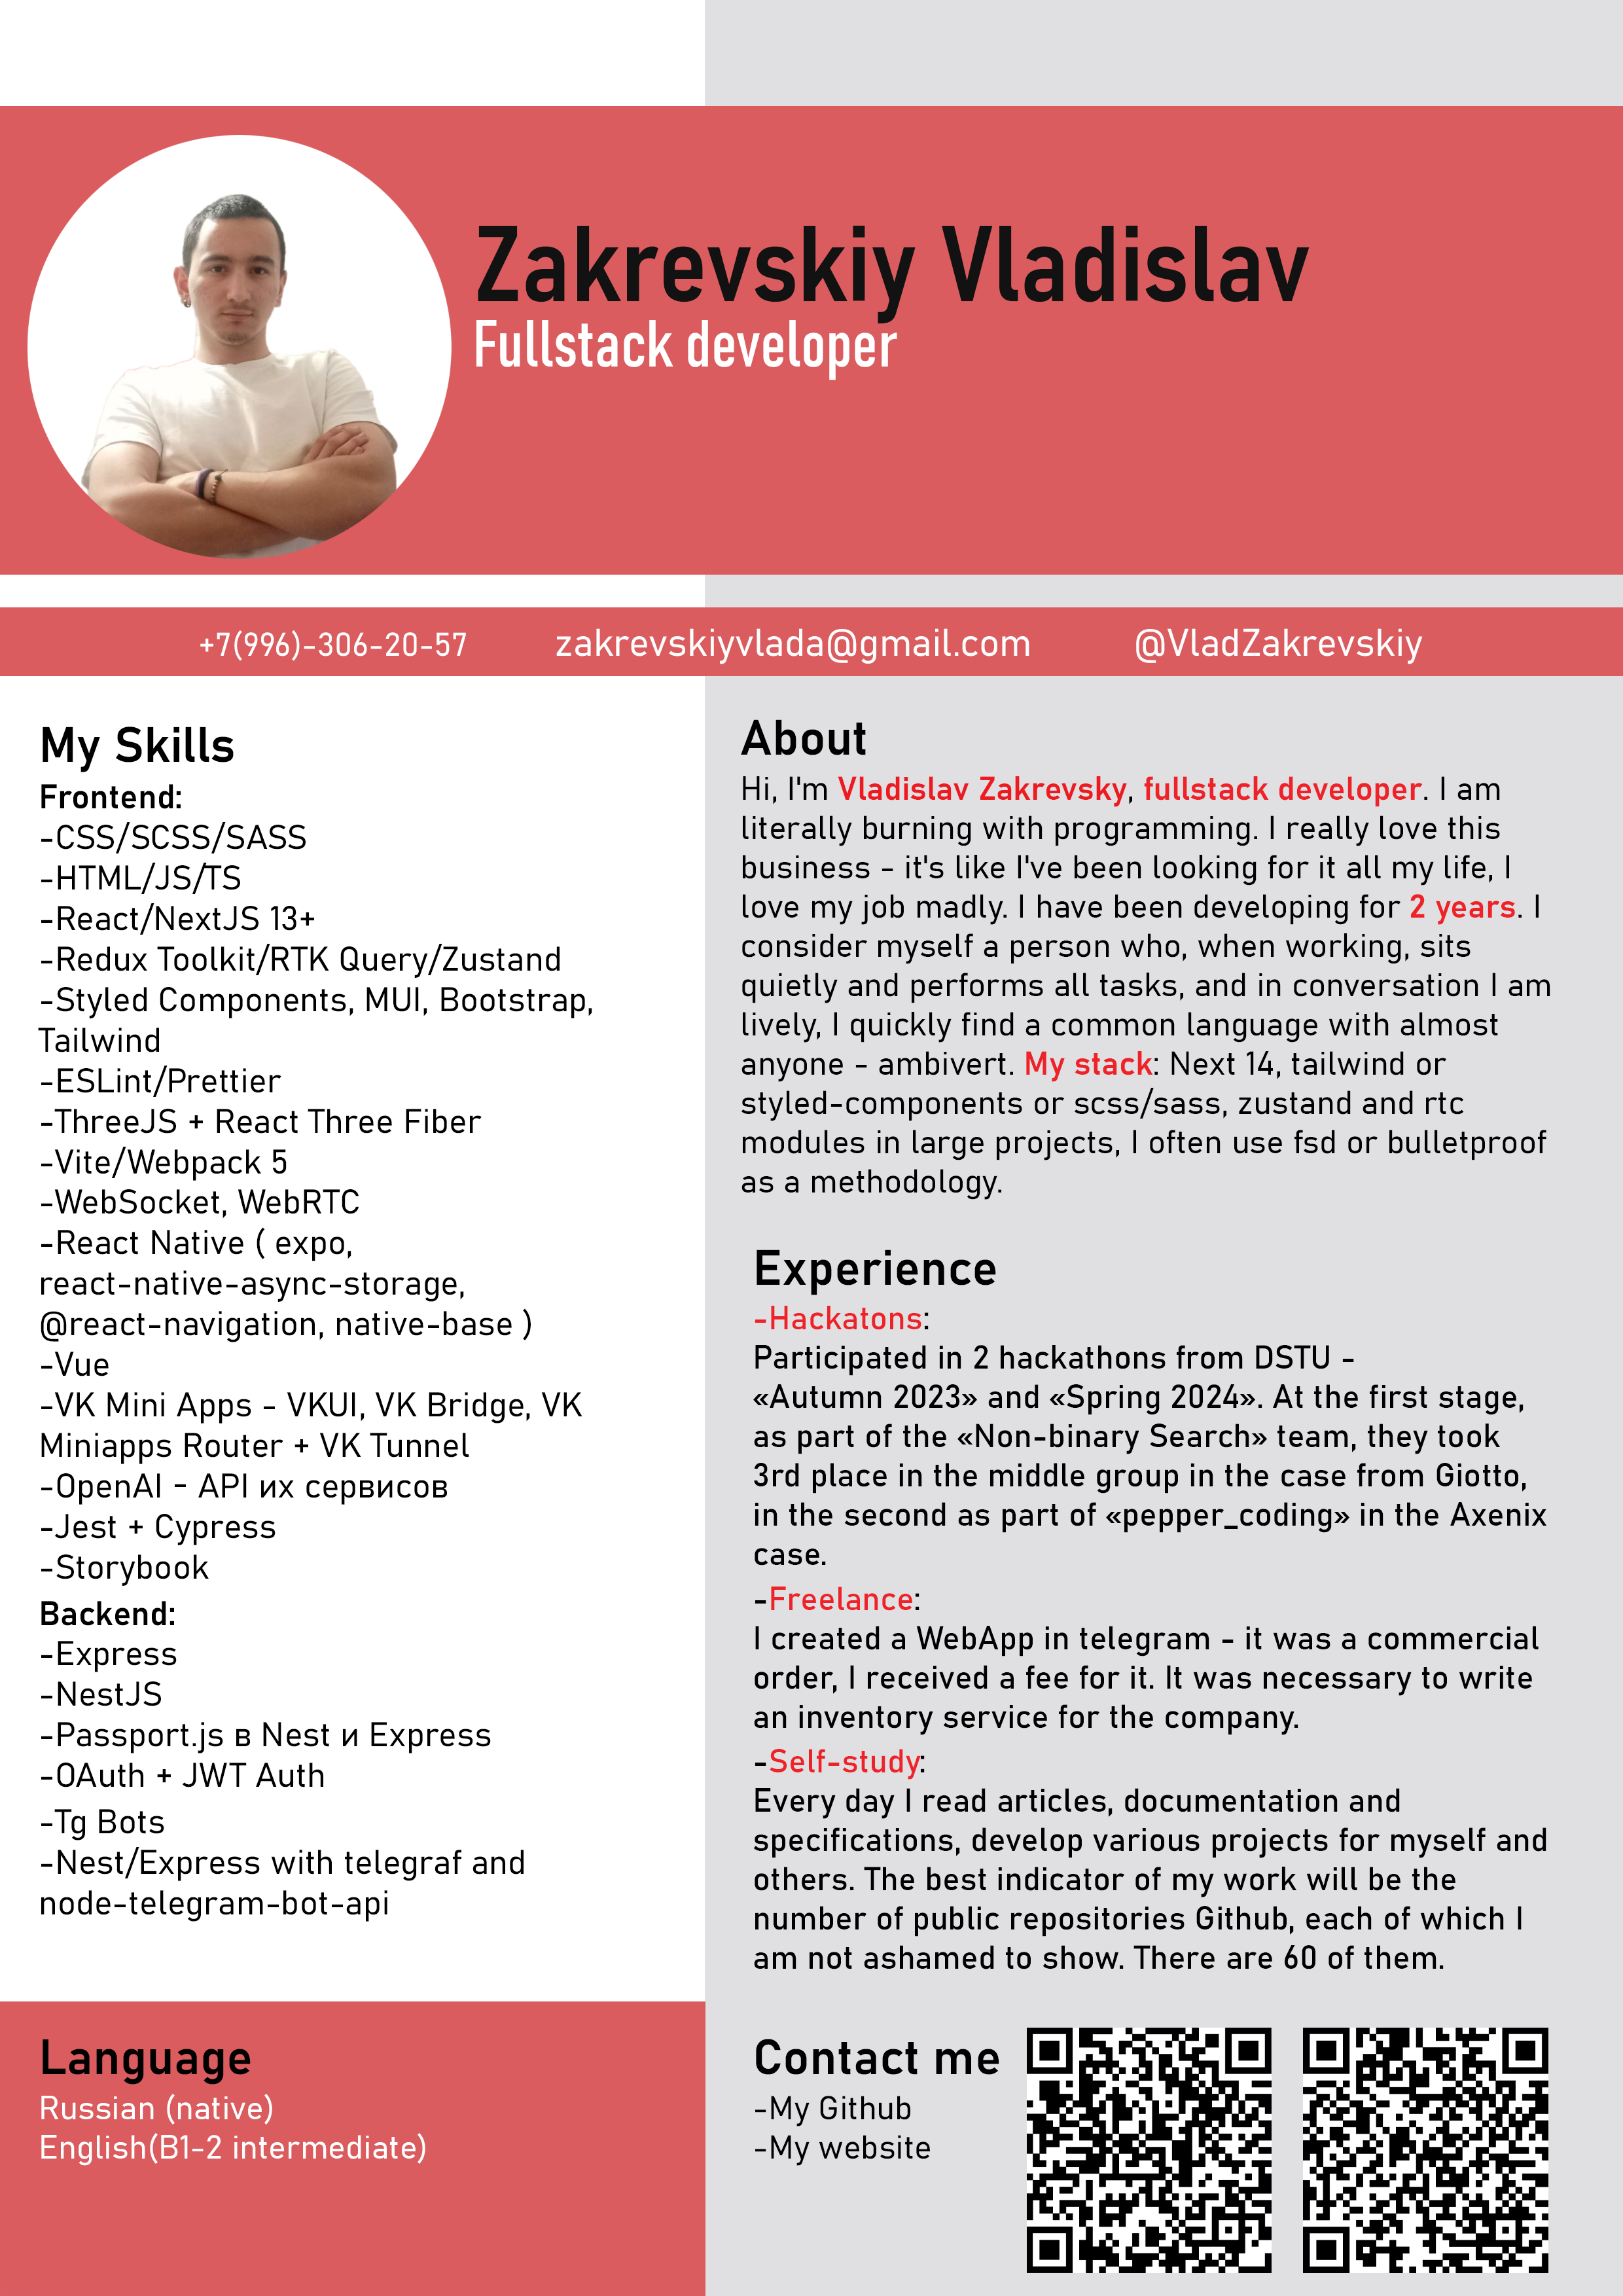 Zakrevskiy Vladislav
Fullstack developer
+7(996)-306-20-57 zakrevskiyvlada@gmail.com @VladZakrevskiy
My Skills
Frontend:
-CSS/SCSS/SASS
-HTML/JS/TS
-React/NextJS 13+
-Redux Toolkit/RTK Query/Zustand
-Styled Components, MUI, Bootstrap,
Tailwind
-ESLint/Prettier
-ThreeJS + React Three Fiber
-Vite/Webpack 5
-WebSocket, WebRTC
-React Native ( expo,
react-native-async-storage,
@react-navigation, native-base )
-Vue
-VK Mini Apps - VKUI, VK Bridge, VK
Miniapps Router + VK Tunnel
-OpenAI - API их сервисов
-Jest + Cypress
-Storybook
Backend:
-Express
-NestJS
-Passport.js в Nest и Express
-OAuth + JWT Auth
-Tg Bots
-Nest/Express with telegraf and
node-telegram-bot-api
Language
Russian (native)
English(B1-2 intermediate)
About
Hi, I'm Vladislav Zakrevsky, fullstack developer. I am
literally burning with programming. I really love this
business - it's like I've been looking for it all my life, I
love my job madly. I have been developing for 2 years. I
consider myself a person who, when working, sits
quietly and performs all tasks, and in conversation I am
lively, I quickly find a common language with almost
anyone - ambivert. My stack: Next 14, tailwind or
styled-components or scss/sass, zustand and rtc
modules in large projects, I often use fsd or bulletproof
as a methodology.
Experience
-Hackatons:
Participated in 2 hackathons from DSTU -
«Autumn 2023» and «Spring 2024». At the first stage,
as part of the «Non-binary Search» team, they took
3rd place in the middle group in the case from Giotto,
in the second as part of «pepper_coding» in the Axenix
case.
-Freelance:
I created a WebApp in telegram - it was a commercial
order, I received a fee for it. It was necessary to write
an inventory service for the company.
-Self-study:
Every day I read articles, documentation and
specifications, develop various projects for myself and
others. The best indicator of my work will be the
number of public repositories Github, each of which I
am not ashamed to show. There are 60 of them.
Contact me
-My Github
-My website